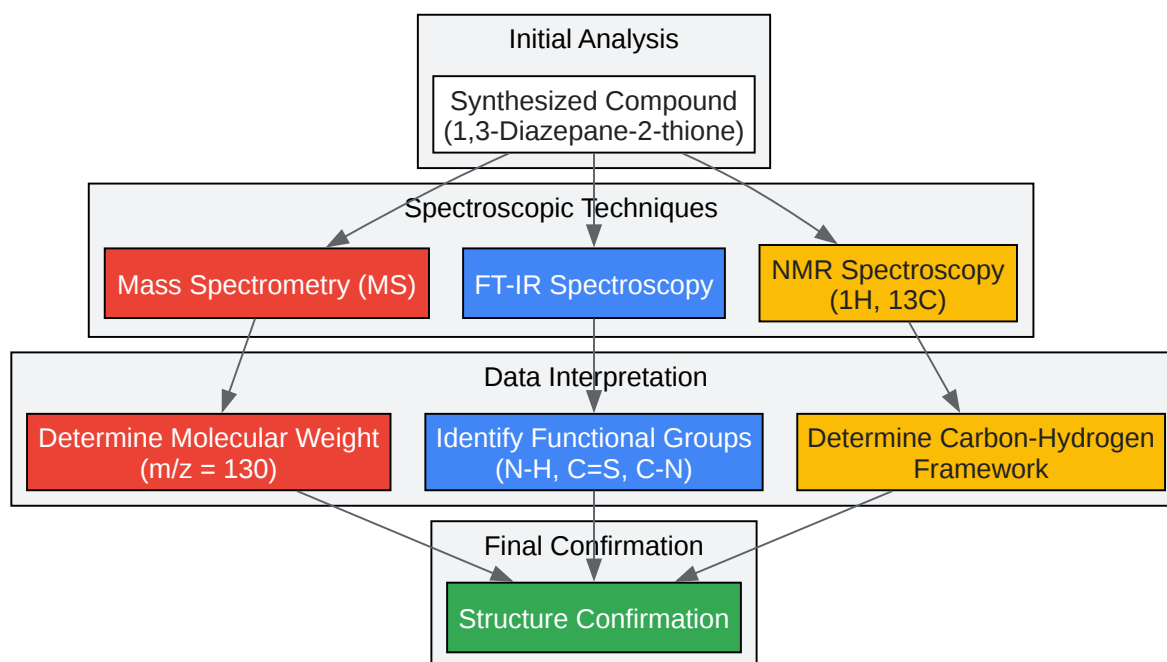 Initial Analysis
Synthesized Compound
(1,3-Diazepane-2-thione)
Spectroscopic Techniques
Mass Spectrometry (MS)
FT-IR Spectroscopy
NMR Spectroscopy
(1H, 13C)
Data Interpretation
Determine Molecular Weight
(m/z = 130)
Identify Functional Groups
(N-H, C=S, C-N)
Determine Carbon-Hydrogen
Framework
Final Confirmation
Structure Confirmation